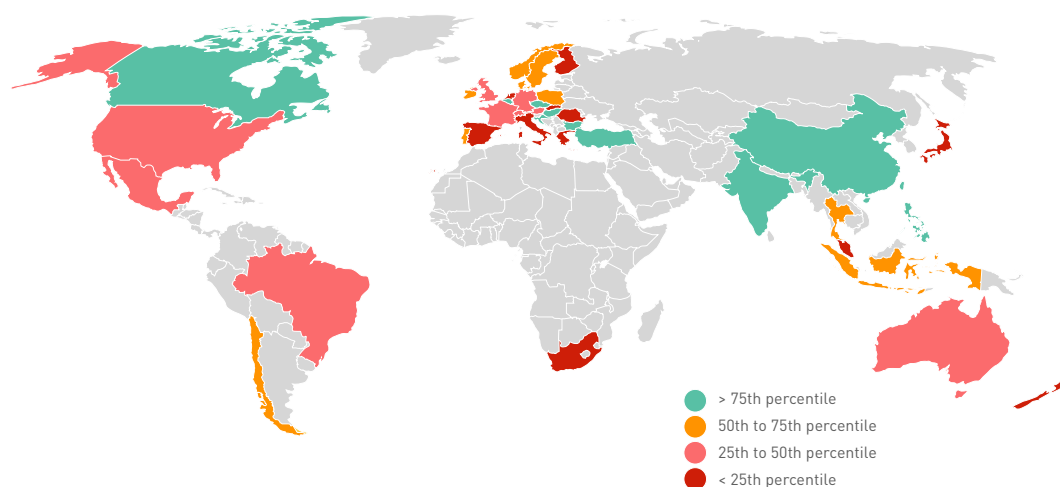 > 75th percentile
50th to 75th percentile
25th to 50th percentile
< 25th percentile